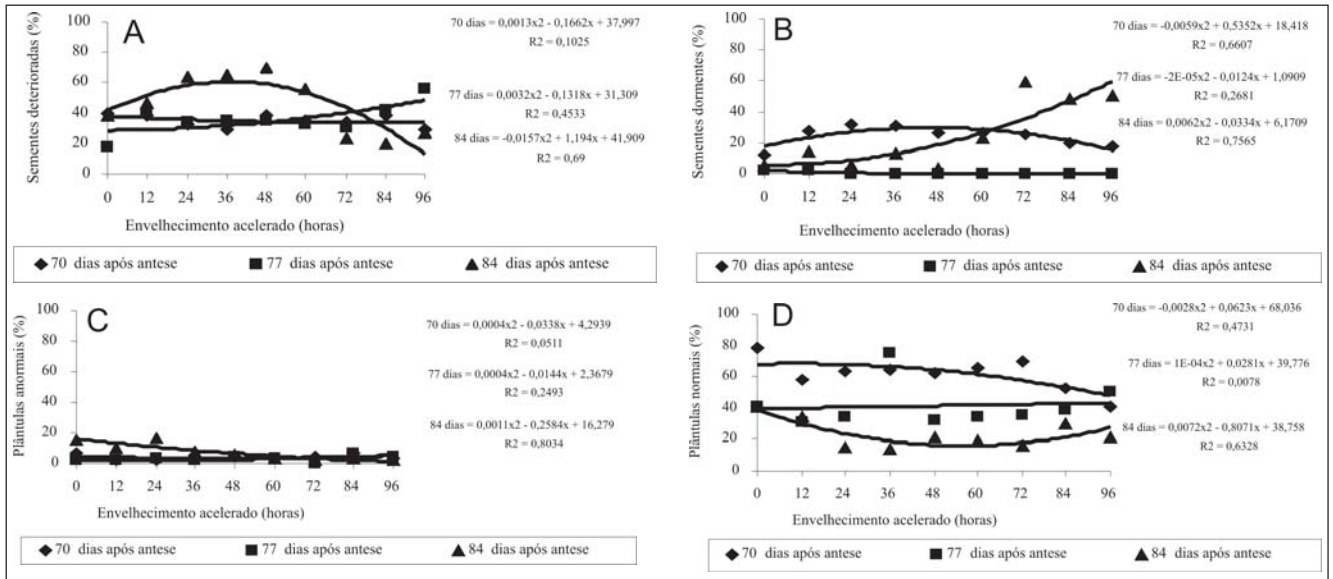 A
Sementes deterioradas (%)
100
80
60
40
20
0
0 12 24 36 48 60 72 84 96
Envelhecimento acelerado (horas)
70 dias = 0,0013x2 - 0,1662x + 37,997
R2 = 0,1025
77 dias = 0,0032x2 - 0,1318x + 31,309
R2 = 0,4533
84 dias = -0,0157x2 + 1,194x + 41,909
R2 = 0,69
70 dias após antese 77 dias após antese 84 dias após antese
B
Sementes dormentes (%)
100
80
60
40
20
0
0 12 24 36 48 60 72 84 96
Envelhecimento acelerado (horas)
70 dias = -0,0059x2 + 0,5352x + 18,418
R2 = 0,6607
77 dias = -2E-05x2 - 0,0124x + 1,0909
R2 = 0,2681
84 dias = 0,0062x2 - 0,0334x + 6,1709
R2 = 0,7565
70 dias após antese 77 dias após antese 84 dias após antese
C
Plântulas anormais (%)
100
80
60
40
20
0
0 12 24 36 48 60 72 84 96
Envelhecimento acelerado (horas)
70 dias = 0,0004x2 - 0,0338x + 4,2939
R2 = 0,0511
77 dias = 0,0004x2 - 0,0144x + 2,3679
R2 = 0,2493
84 dias = 0,0011x2 - 0,2584x + 16,279
R2 = 0,8034
70 dias após antese 77 dias após antese 84 dias após antese
D
Plântulas normais (%)
100
80
60
40
20
0
0 12 24 36 48 60 72 84 96
Envelhecimento acelerado (horas)
70 dias = -0,0028x2 + 0,0623x + 68,036
R2 = 0,4731
77 dias = 1E-04x2 + 0,0281x + 39,776
R2 = 0,0078
84 dias = 0,0072x2 - 0,8071x + 38,758
R2 = 0,6328
70 dias após antese 77 dias após antese 84 dias após antese